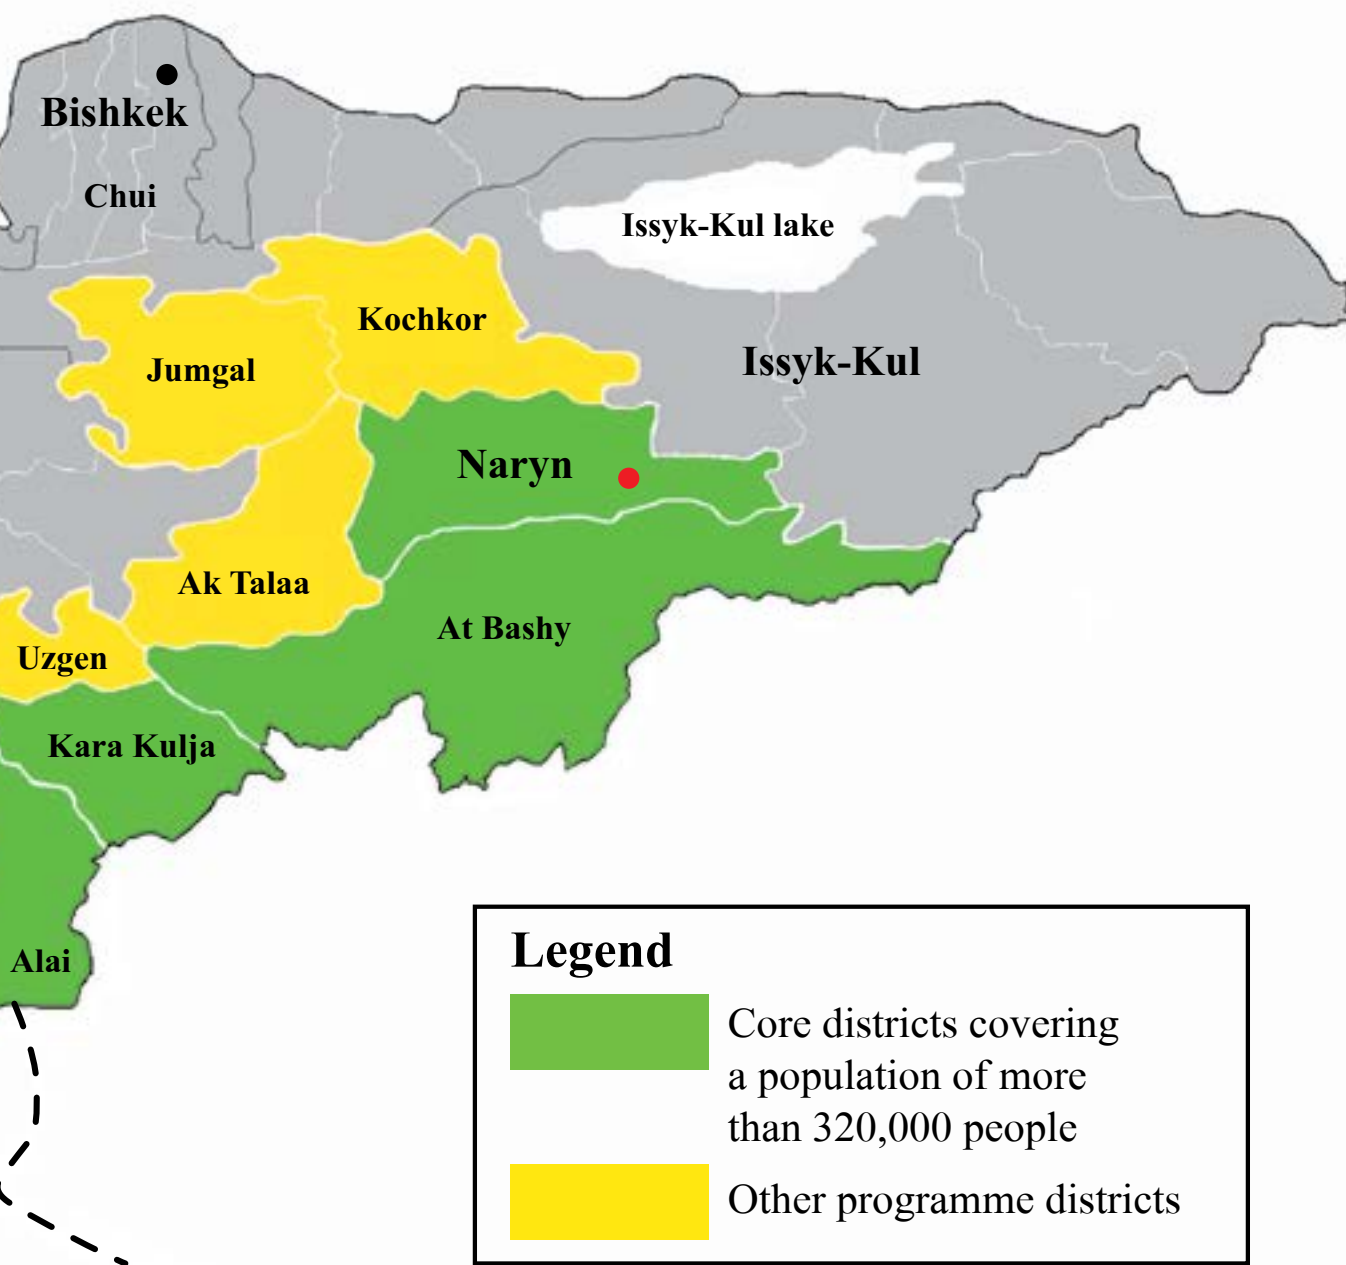 Bishkek
Chui
Issyk-Kul lake
Kochkor
Jumgal
Issyk-Kul
Naryn
Ak Talaa
At Bashy
Uzgen
Kara Kulja
Alai
Legend
Core districts covering
a population of more
than 320,000 people
Other programme districts